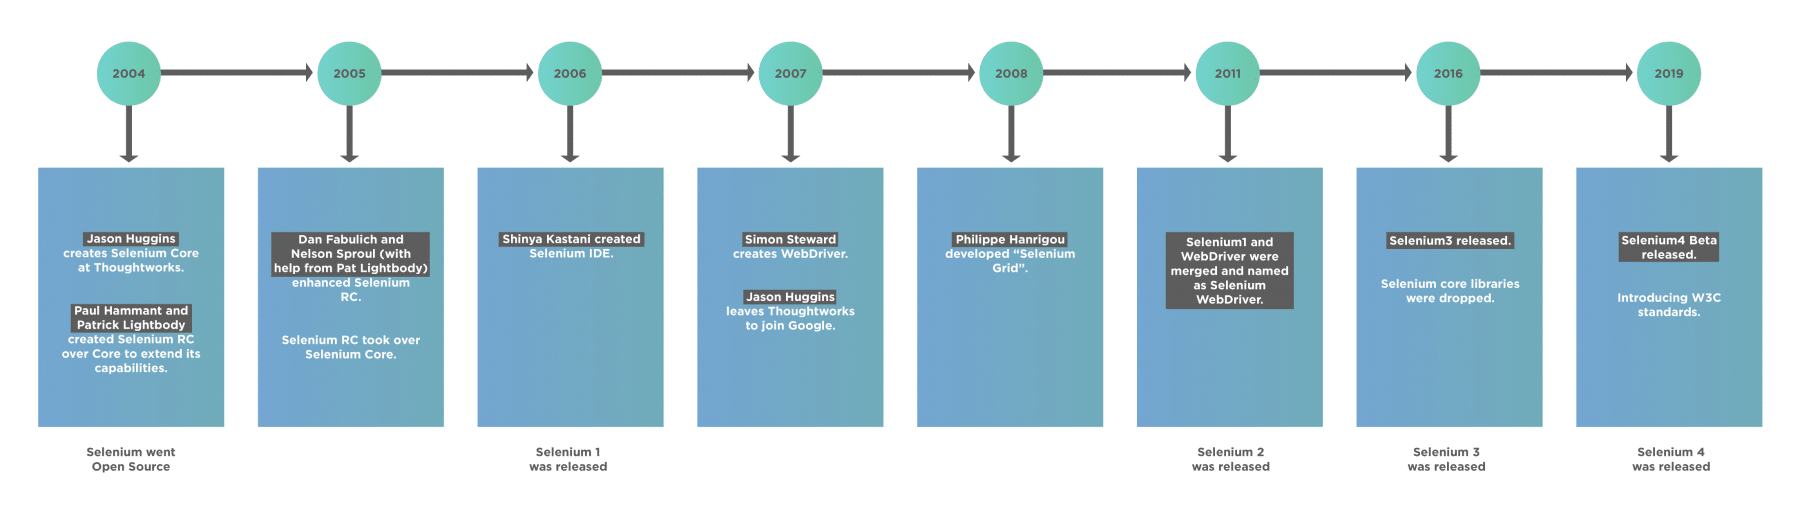 2004
2005
2006
2007
2008
2011
2016
2019
Jason Huggins
creates Selenium Core
at Thoughtworks.
Paul Hammant and
Patrick Lightbody
created Selenium RC
over Core to extend its
capabilities.
Selenium went
Open Source
Dan Fabulich and
Nelson Sproul (with
help from Pat Lightbody)
enhanced Selenium
RC.
Selenium RC took over
Selenium Core.
Shinya Kastani created
Selenium IDE.
Selenium 1
was released
Simon Steward
creates WebDriver.
Jason Huggins
leaves Thoughtworks
to join Google.
Philippe Hanrigou
developed “Selenium
Grid”.
Selenium1 and
WebDriver were
merged and named
as Selenium
WebDriver.
Selenium 2
was released
Selenium3 released.
Selenium core libraries
were dropped.
Selenium 3
was released
Selenium4 Beta
released.
Introducing W3C
standards.
Selenium 4
was released